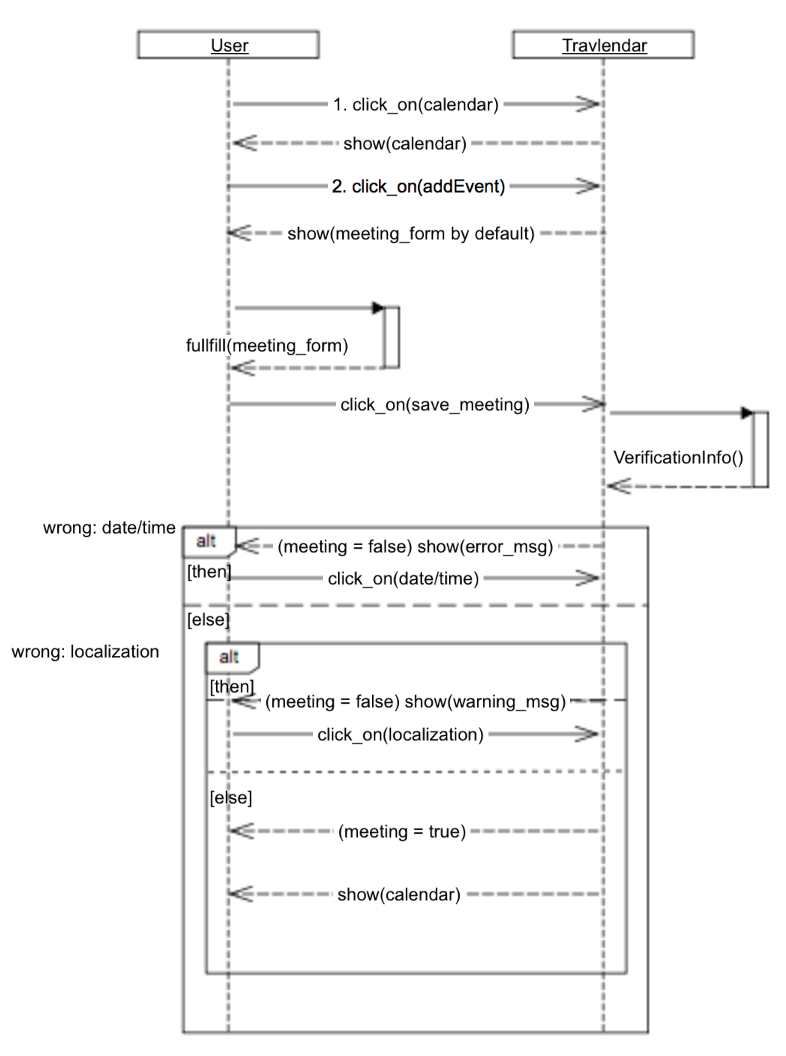 User
Travlendar
1. click_on(calendar)
show(calendar)
2. click_on(addEvent)
show(meeting_form by default)
fullfill(meeting_form)
click_on(save_meeting)
VerificationInfo()
wrong: date/time
alt
(meeting = false) show(error_msg)
[then]
click_on(date/time)
[else]
wrong: localization
alt
[then]
(meeting = false) show(warning_msg)
click_on(localization)
[else]
(meeting = true)
show(calendar)